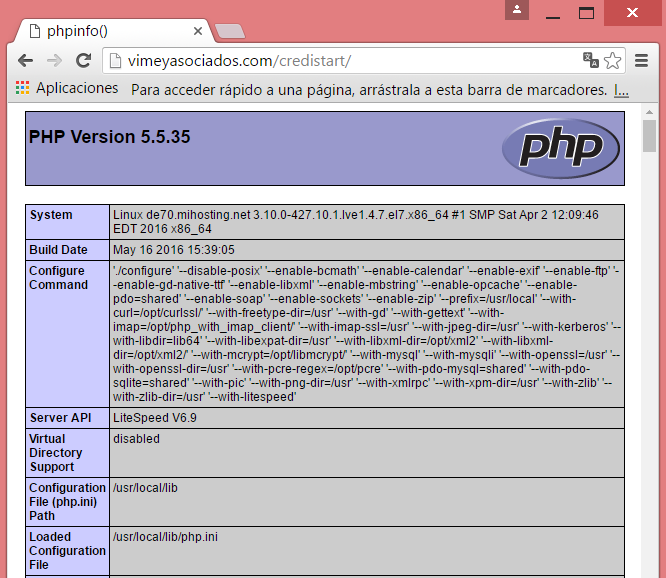 phpinfo()
vimeyasociados.com/credistart/
Aplicaciones Para acceder rápido a una página, arrástrala a esta barra de marcadores. I...
PHP Version 5.5.35
php
System Linux de70.mihosting.net 3.10.0-427.10.1.lve1.4.7.el7.x86_64 #1 SMP Sat Apr 2 12:09:46
EDT 2016 x86_64
Build Date May 16 2016 15:39:05
Configure
Command
'./configure' '--disable-posix' '--enable-bcmath' '--enable-calendar' '--enable-exif' '--enable-ftp' '-
-enable-gd-native-ttf' '--enable-libxml' '--enable-mbstring' '--enable-opcache' '--enable-
pdo=shared' '--enable-soap' '--enable-sockets' '--enable-zip' '--prefix=/usr/local' '--with-
curl=/opt/curlssl/' '--with-freetype-dir=/usr' '--with-gd' '--with-gettext' '--with-
imap=/opt/php_with_imap_client/' '--with-imap-ssl=/usr' '--with-jpeg-dir=/usr' '--with-kerberos' '-
-with-libdir=lib64' '--with-libexpat-dir=/usr' '--with-libxml-dir=/opt/xml2' '--with-libxml-
dir=/opt/xml2/' '--with-mcrypt=/opt/libmcrypt/' '--with-mysql' '--with-mysqli' '--with-openssl=/usr' '-
-with-openssl-dir=/usr' '--with-pcre-regex=/opt/pcre' '--with-pdo-mysql=shared' '--with-pdo-
sqlite=shared' '--with-pic' '--with-png-dir=/usr' '--with-xmlrpc' '--with-xpm-dir=/usr' '--with-zlib' '-
-with-zlib-dir=/usr' '--with-litespeed'
Server API LiteSpeed V6.9
Virtual
Directory
Support
disabled
Configuration
File (php.ini)
Path
/usr/local/lib
Loaded
Configuration
File
/usr/local/lib/php.ini